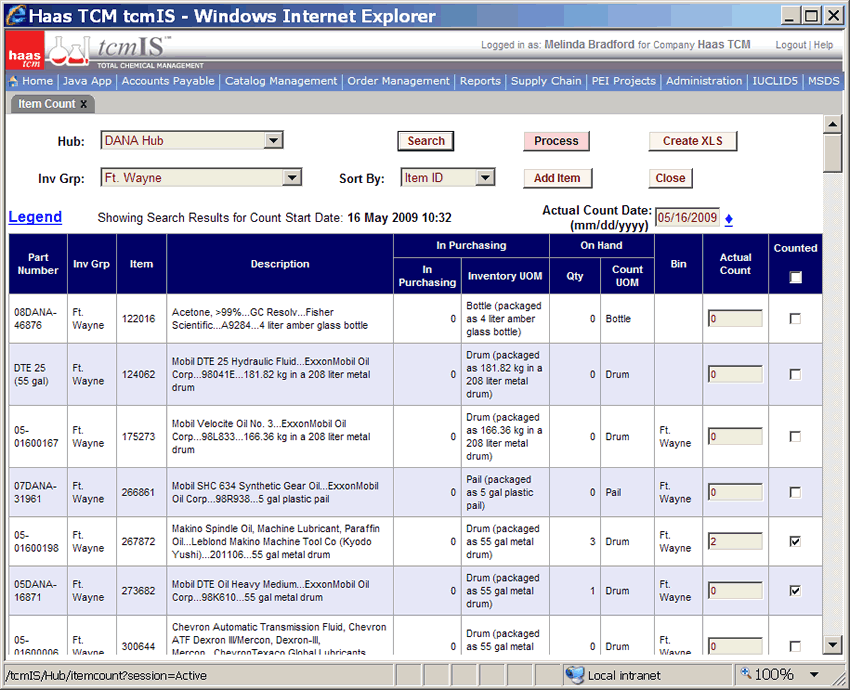 Haas TCM tcmIS - Windows Internet Explorer
haas tcm
tcmIS™
TOTAL CHEMICAL MANAGEMENT
Logged in as: Melinda Bradford for Company Haas TCM
Logout | Help
Home | Java App | Accounts Payable | Catalog Management | Order Management | Reports | Supply Chain | PEI Projects | Administration | IUCLID5 | MSDS
Item Count x
Hub: DANA Hub Search Process Create XLS
Inv Grp: Ft. Wayne Sort By: Item ID Add Item Close
Legend Showing Search Results for Count Start Date: 16 May 2009 10:32
Actual Count Date: 05/16/2009
(mm/dd/yyyy)
Part Number Inv Grp Item Description In Purchasing On Hand Bin Actual Count Counted
In Purchasing Inventory UOM Qty Count UOM
08DANA-46876 Ft. Wayne 122016 Acetone, >99%...GC Resolv...Fisher Scientific...A9284...4 liter amber glass bottle 0 Bottle (packaged as 4 liter amber glass bottle) 0 Bottle 0
DTE 25 (55 gal) Ft. Wayne 124062 Mobil DTE 25 Hydraulic Fluid...ExxonMobil Oil Corp...98041E...181.82 kg in a 208 liter metal drum 0 Drum (packaged as 181.82 kg in a 208 liter metal drum) 0 Drum 0
05-01600167 Ft. Wayne 175273 Mobil Velocite Oil No. 3...ExxonMobil Oil Corp...98L833...166.36 kg in a 208 liter metal drum 0 Drum (packaged as 166.36 kg in a 208 liter metal drum) 0 Drum Ft. Wayne 0
07DANA-31961 Ft. Wayne 266861 Mobil SHC 634 Synthetic Gear Oil...ExxonMobil Oil Corp...98R938...5 gal plastic pail 0 Pail (packaged as 5 gal plastic pail) 0 Pail Ft. Wayne 0
05-01600198 Ft. Wayne 267872 Makino Spindle Oil, Machine Lubricant, Paraffin Oil...Leblond Makino Machine Tool Co (Kyodo Yushi)...201106...55 gal metal drum 0 Drum (packaged as 55 gal metal drum) 3 Drum Ft. Wayne 2
05DANA-16871 Ft. Wayne 273682 Mobil DTE Oil Heavy Medium...ExxonMobil Oil Corp...98K610...55 gal metal drum 0 Drum (packaged as 55 gal metal drum) 1 Drum Ft. Wayne 0
05-01600006 Ft. Wayne 300644 Chevron Automatic Transmission Fluid, Chevron ATF Dexron III/Mercon, Dexron-III, Mercon...ChevronTexaco Global Lubricants 0 Drum (packaged as 55 gal metal 0 Drum Ft. Wayne 0
/tcmIS/Hub/itemcount?session=Active Local intranet 100%